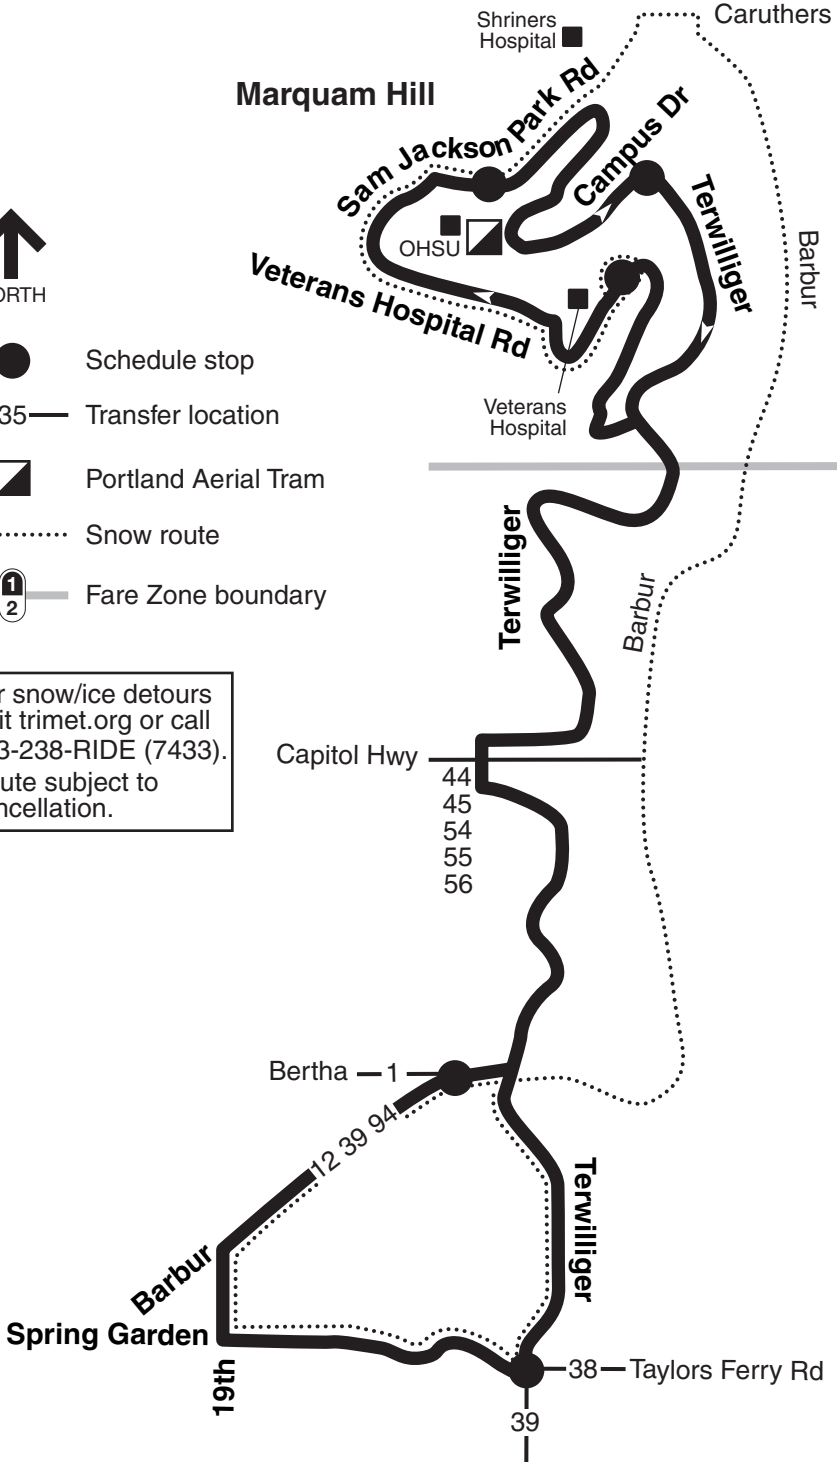 Shriners
Hospital
Caruthers
Marquam Hill
Sam Jackson Park Rd
Campus Dr
Terwilliger
Barbur
OHSU
Veterans Hospital Rd
Veterans
Hospital
ORTH
Schedule stop
35
Transfer location
Portland Aerial Tram
Snow route
1
2
Fare Zone boundary
Terwilliger
Barbur
r snow/ice detours
it trimet.org or call
3-238-RIDE (7433).
ute subject to
ncellation.
Capitol Hwy
44
45
54
55
56
Bertha
1
12 39 94
Terwilliger
Barbur
Spring Garden
19th
38
Taylors Ferry Rd
39